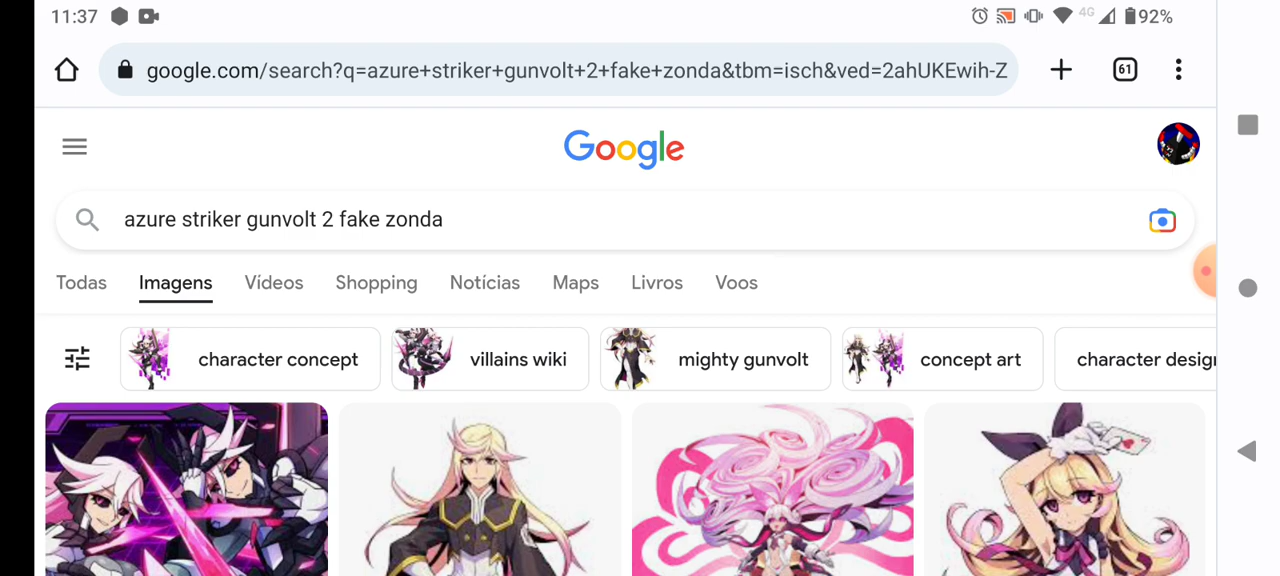 11:37 4G 92%
google.com/search?q=azure+striker+gunvolt+2+fake+zonda&tbm=isch&ved=2ahUKEwih-Z 61
Google
azure striker gunvolt 2 fake zonda
Todas Imagens Vídeos Shopping Notícias Maps Livros Voos
character concept villains wiki mighty gunvolt concept art character design